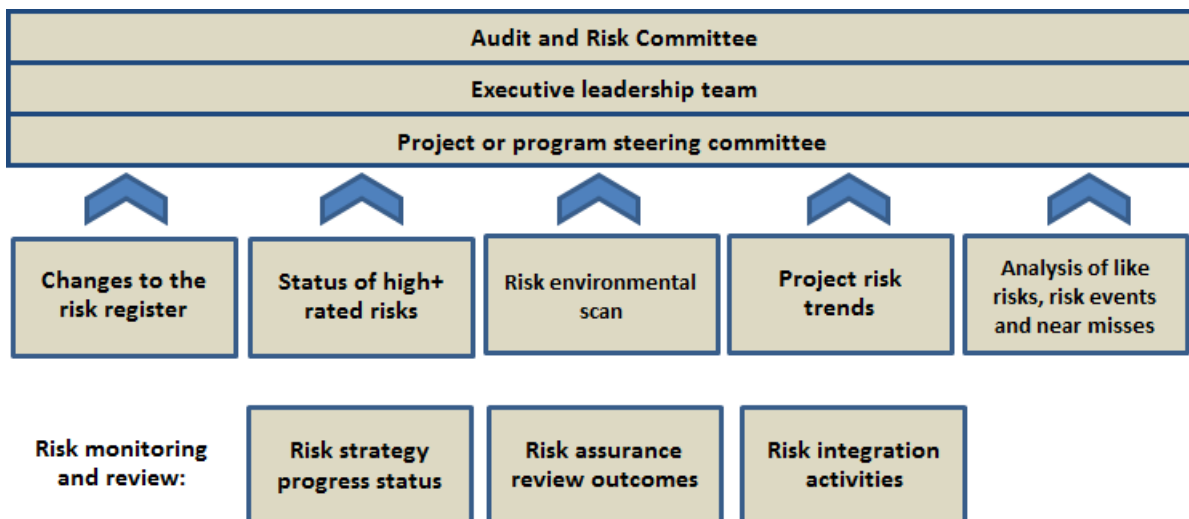 Audit and Risk Committee
Executive leadership team
Project or program steering committee
Changes to the
risk register
Status of high+
rated risks
Risk environmental
scan
Project risk
trends
Analysis of like
risks, risk events
and near misses
Risk monitoring
and review:
Risk strategy
progress status
Risk assurance
review outcomes
Risk integration
activities